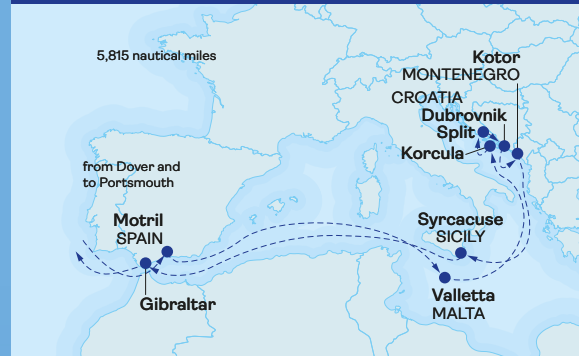 5,815 nautical miles
Kotor
MONTENEGRO
CROATIA
Dubrovnik
Split
Korcula
from Dover and
to Portsmouth
Motril
SPAIN
Syrcacuse
SICILY
Gibraltar
Valletta
MALTA